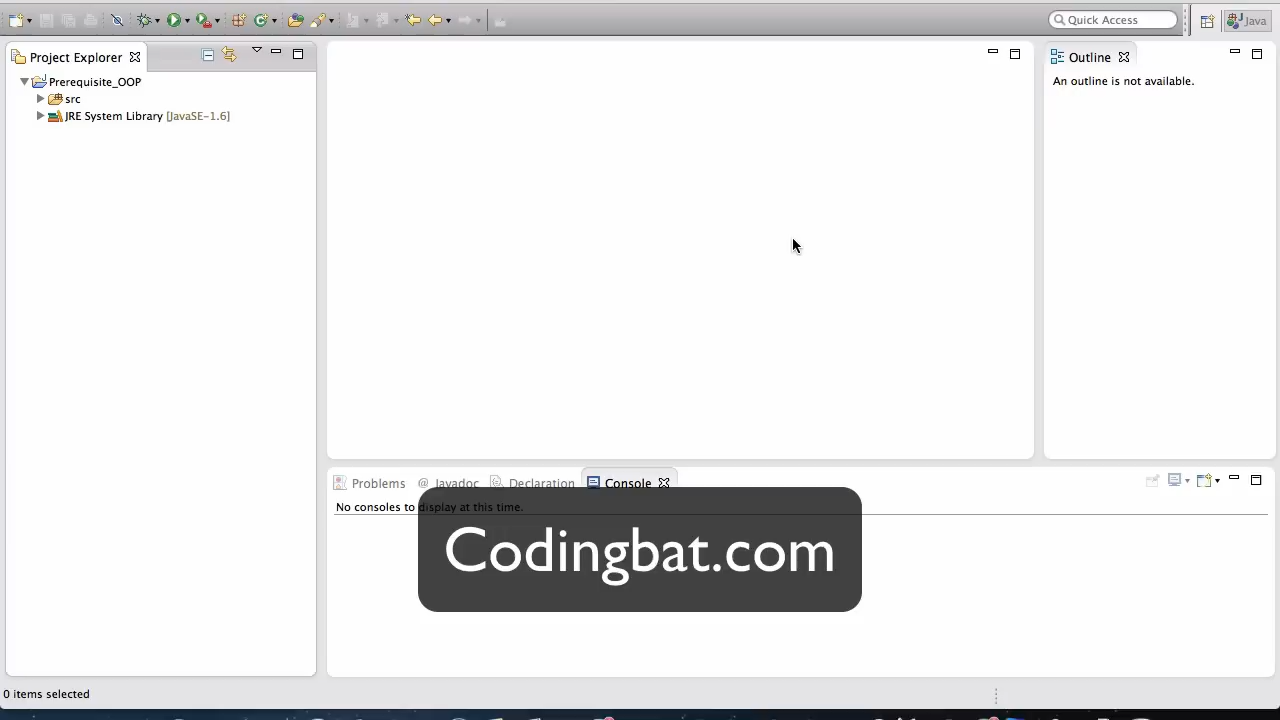 Quick Access
Java
Project Explorer
Prerequisite_OOP
src
JRE System Library [JavaSE-1.6]
Outline
An outline is not available.
Problems
@ Javadoc
Declaration
Console
No consoles to display at this time.
Codingbat.com
0 items selected